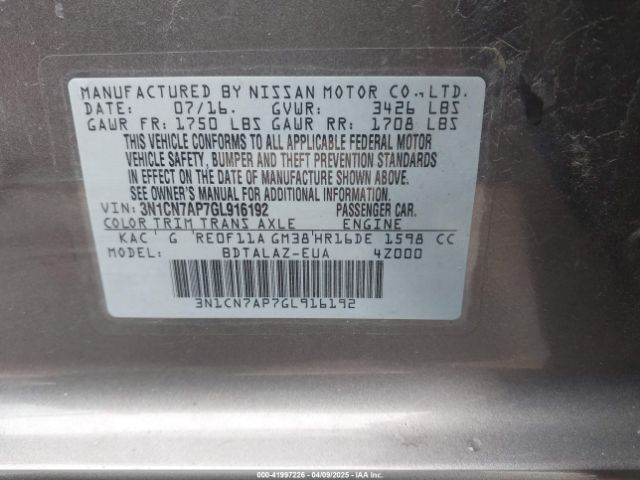 MANUFACTURED BY NISSAN MOTOR CO.,LTD.
DATE: 07/16. GVWR: 3426 LBS
GAWR FR: 1750 LBS GAWR RR: 1708 LBS
THIS VEHICLE CONFORMS TO ALL APPLICABLE FEDERAL MOTOR
VEHICLE SAFETY, BUMPER AND THEFT PREVENTION STANDARDS
IN EFFECT ON THE DATE OF MANUFACTURE SHOWN ABOVE.
SEE OWNER'S MANUAL FOR ADDITIONAL INFORMATION.
VIN: 3N1CN7AP7GL916192 PASSENGER CAR.
COLOR TRIM TRANS AXLE ENGINE
KAC' G 'RE0F11A GM38'HR16DE 1598 CC
MODEL: BDTALAZ-EUA 4Z000
3N1CN7AP7GL916192
000-41997226 - 04/09/2025 - IAA, INC.